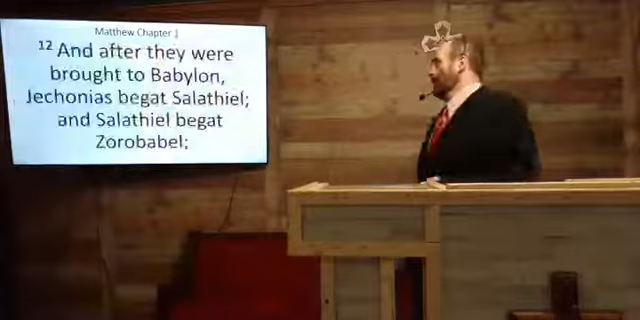 Matthew Chapter 1
12 And after they were
brought to Babylon,
Jechonias begat Salathiel;
and Salathiel begat
Zorobabel;